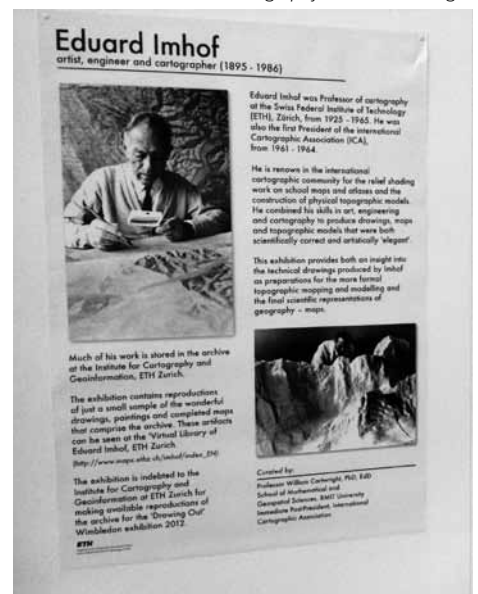 Eduard Imhof
artist, engineer and cartographer (1895 - 1986)
Eduard Imhof was Professor of cartography
at the Swiss Federal Institute of Technology
(ETH), Zürich, from 1925 - 1965. He was
also the first President of the international
Cartographic Association (ICA),
from 1961 - 1964.
He is renown in the international
cartographic community for the relief shading
work on school maps and atlases and the
construction of physical topographic models.
He combined his skills in art, engineering
and cartography to produce drawings, maps
and topographic models that were both
scientifically correct and artistically 'elegant'.
This exhibition provides both an insight into
the technical drawings produced by Imhof
as preparations for the more formal
topographic mapping and modelling and
the final scientific representations of
geography – maps.
Much of his work is stored in the archive
at the Institute for Cartography and
Geoinformation, ETH Zurich.
The exhibition contains reproductions
of just a small sample of the wonderful
drawings, paintings and completed maps
that comprise the archive. These artifacts
can be seen at the 'Virtual Library of
Eduard Imhof, ETH Zurich.
(http://www.maps.ethz.ch/imhof/index_EN)
The exhibition is indebted to the
Institute for Cartography and
Geoinformation at ETH Zurich for
making available reproductions of
the archive for the 'Drawing Out'
Wimbledon exhibition 2012.
ETH
Curated by:
Professor William Cartwright, PhD, EdD
School of Mathematical and
Geospatial Sciences, RMIT University
Immediate Past-President, International
Cartographic Association